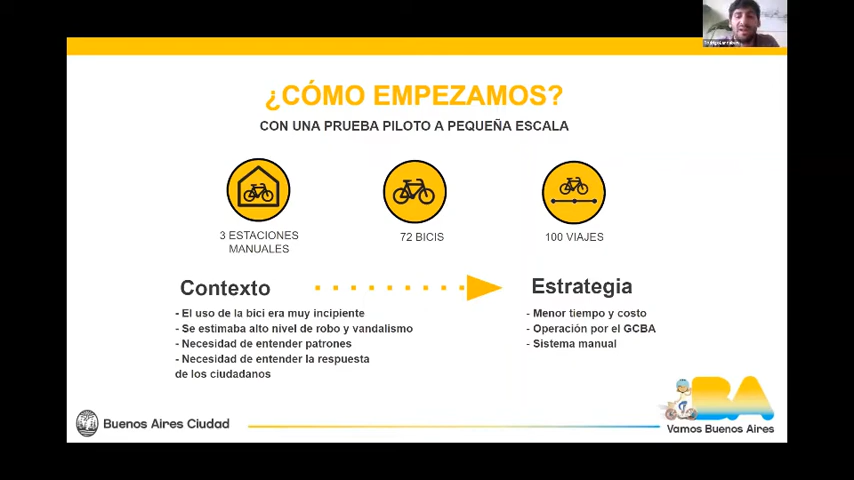 ¿CÓMO EMPEZAMOS?
CON UNA PRUEBA PILOTO A PEQUEÑA ESCALA
3 ESTACIONES
MANUALES
72 BICIS
100 VIAJES
Contexto
- El uso de la bici era muy incipiente
- Se estimaba alto nivel de robo y vandalismo
- Necesidad de entender patrones
- Necesidad de entender la respuesta
de los ciudadanos
Estrategia
- Menor tiempo y costo
- Operación por el GCBA
- Sistema manual
Buenos Aires Ciudad
BA
Vamos Buenos Aires